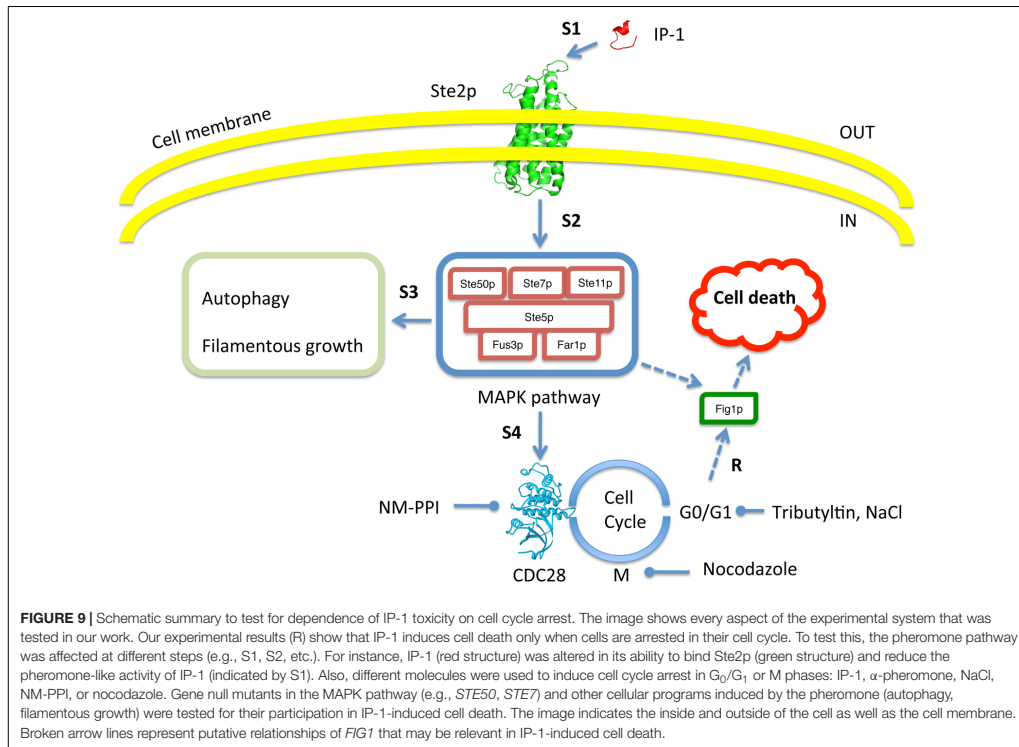 S1
IP-1
Ste2p
Cell membrane
OUT
IN
S2
Autophagy
Filamentous growth
S3
Ste50p
Ste7p
Ste11p
Ste5p
Fus3p
Far1p
Cell death
MAPK pathway
Fig1p
S4
R
NM-PPI
Cell
Cycle
G0/G1
Tributyltin, NaCl
CDC28
M
Nocodazole
FIGURE 9 | Schematic summary to test for dependence of IP-1 toxicity on cell cycle arrest. The image shows every aspect of the experimental system that was
tested in our work. Our experimental results (R) show that IP-1 induces cell death only when cells are arrested in their cell cycle. To test this, the pheromone pathway
was affected at different steps (e.g., S1, S2, etc.). For instance, IP-1 (red structure) was altered in its ability to bind Ste2p (green structure) and reduce the
pheromone-like activity of IP-1 (indicated by S1). Also, different molecules were used to induce cell cycle arrest in G0/G1 or M phases: IP-1, α-pheromone, NaCl,
NM-PPI, or nocodazole. Gene null mutants in the MAPK pathway (e.g., STE50, STE7) and other cellular programs induced by the pheromone (autophagy,
filamentous growth) were tested for their participation in IP-1-induced cell death. The image indicates the inside and outside of the cell as well as the cell membrane.
Broken arrow lines represent putative relationships of FIG1 that may be relevant in IP-1-induced cell death.